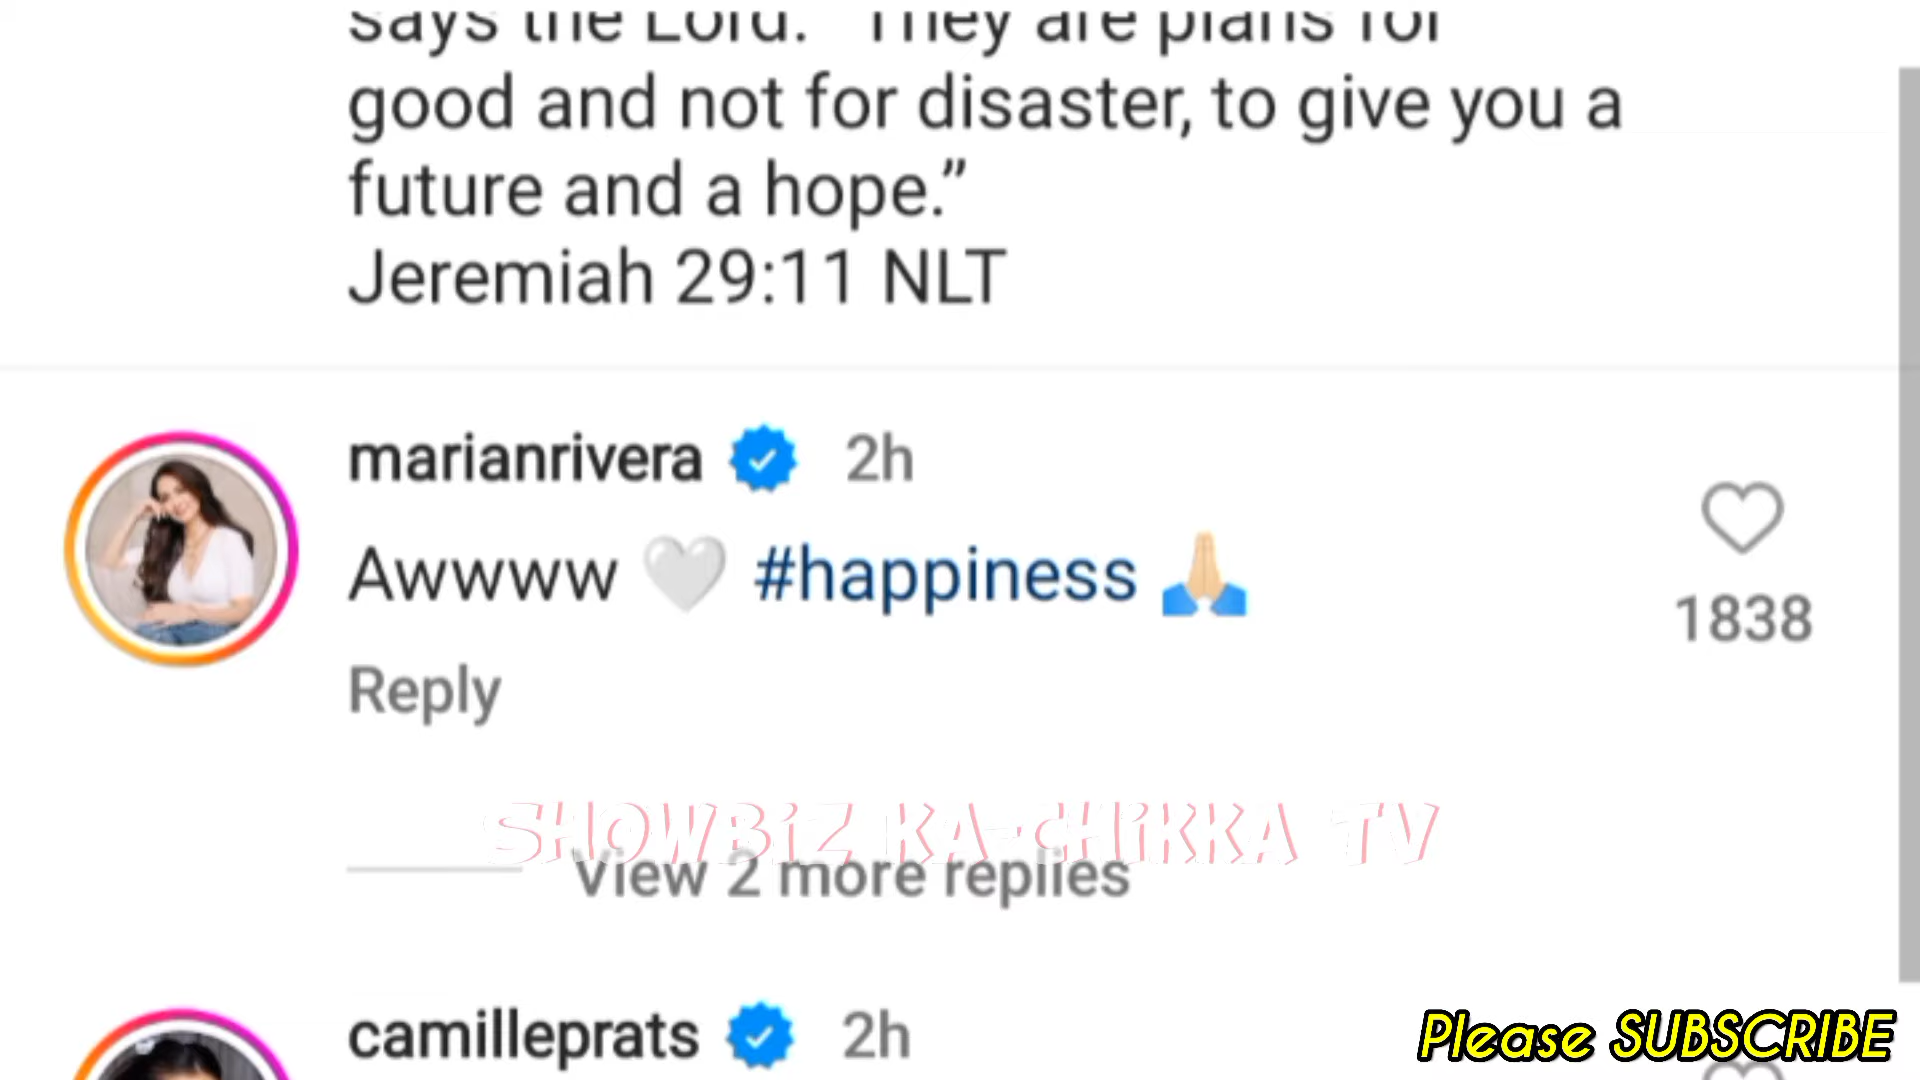 says the Lord. “They are plans for
good and not for disaster, to give you a
future and a hope.”
Jeremiah 29:11 NLT
marianrivera 2h
Awwww 🤍 #happiness 🙏🏼
1838
Reply
SHOWBiZ KA-CHiKKA TV
View 2 more replies
camilleprats 2h
Please SUBSCRIBE